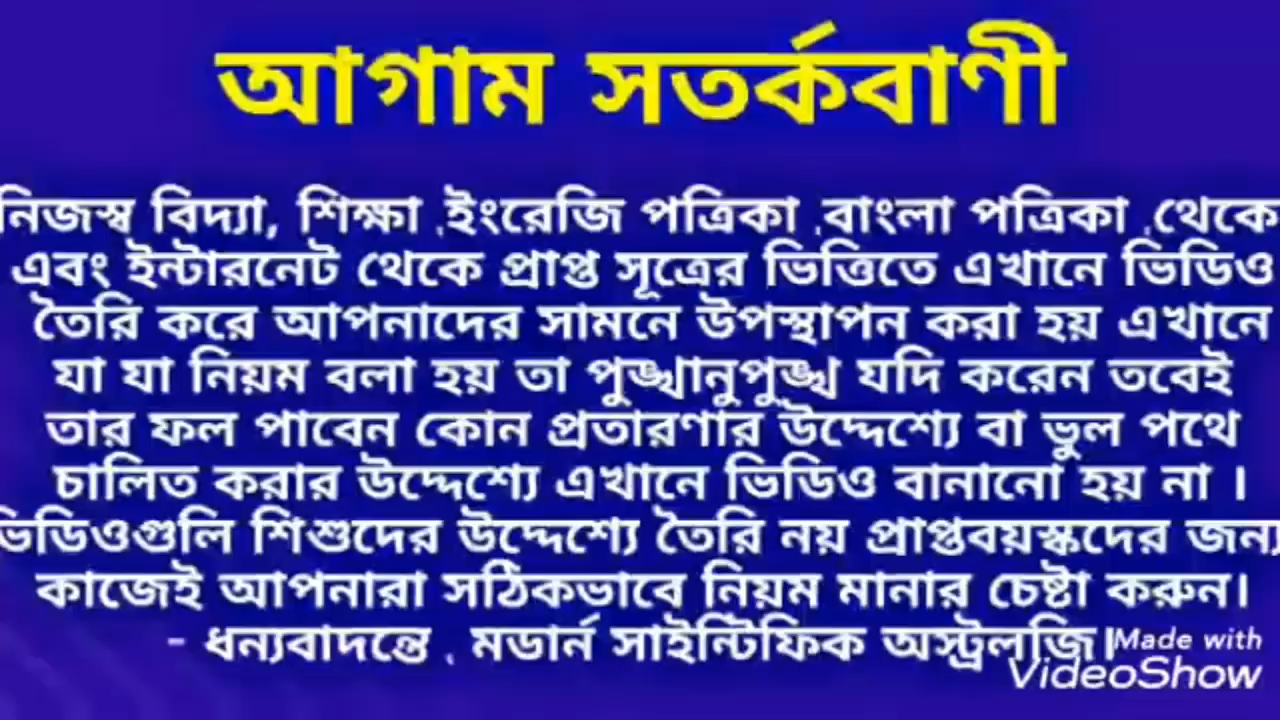 আগাম সতর্কবাণী
নিজস্ব বিদ্যা, শিক্ষা ,ইংরেজি পত্রিকা ,বাংলা পত্রিকা ,থেকে
এবং ইন্টারনেট থেকে প্রাপ্ত সূত্রের ভিত্তিতে এখানে ভিডিও
তৈরি করে আপনাদের সামনে উপস্থাপন করা হয় এখানে
যা যা নিয়ম বলা হয় তা পুঙ্খানুপুঙ্খ যদি করেন তবেই
তার ফল পাবেন কোন প্রতারণার উদ্দেশ্যে বা ভুল পথে
চালিত করার উদ্দেশ্যে এখানে ভিডিও বানানো হয় না ।
ভিডিওগুলি শিশুদের উদ্দেশ্যে তৈরি নয় প্রাপ্তবয়স্কদের জন্য
কাজেই আপনারা সঠিকভাবে নিয়ম মানার চেষ্টা করুন।
- ধন্যবাদন্তে , মডার্ন সাইন্টিফিক অস্ট্রলজি।
Made with
VideoShow